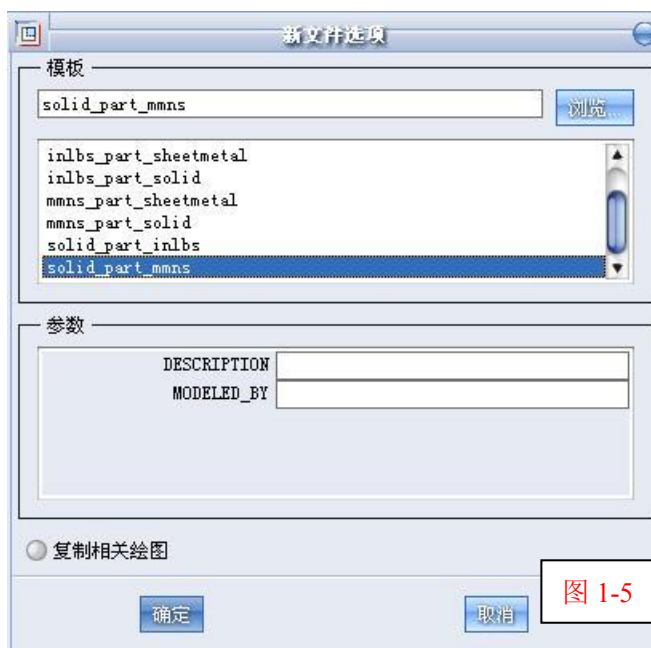 新文件选项
模板
solid_part_mmns
浏览...
inlbs_part_sheetmetal
inlbs_part_solid
mmns_part_sheetmetal
mmns_part_solid
solid_part_inlbs
solid_part_mmns
参数
DESCRIPTION
MODELED_BY
复制相关绘图
确定
取消
图 1-5